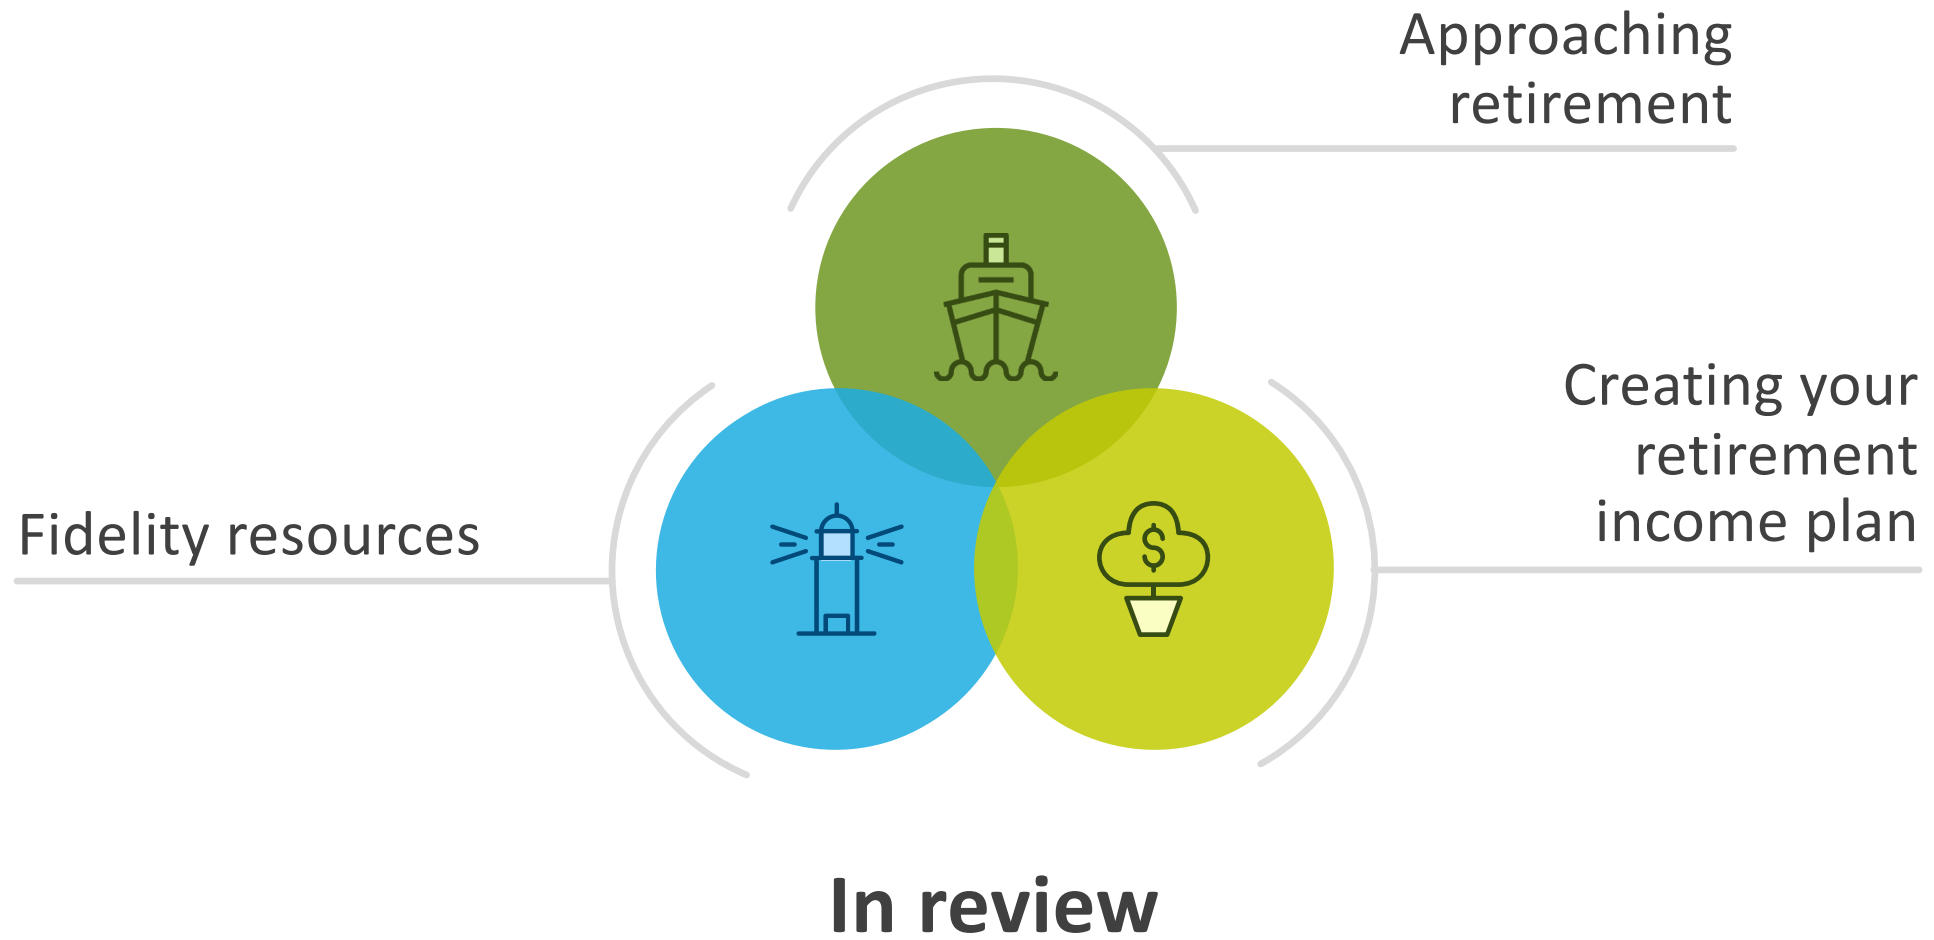 Approaching
retirement
Creating your
retirement
income plan
Fidelity resources
$
In review